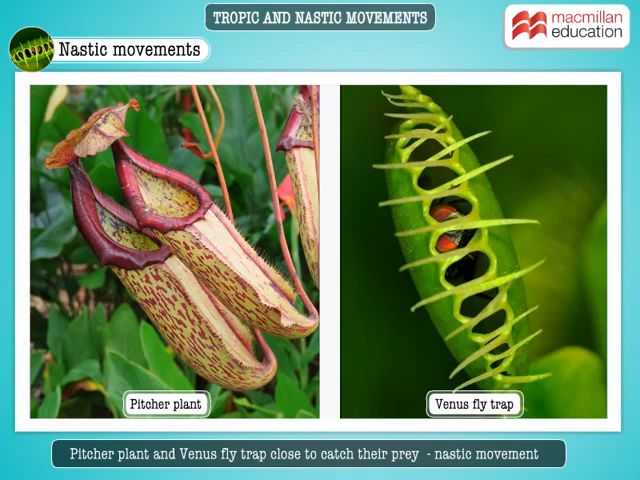 TROPIC AND NASTIC MOVEMENTS
macmillan
education
Nastic movements
Pitcher plant
Venus fly trap
Pitcher plant and Venus fly trap close to catch their prey - nastic movement